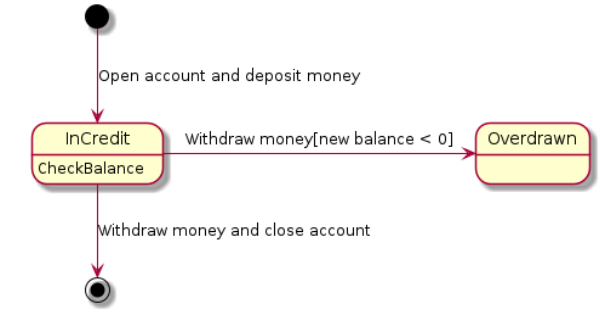 Open account and deposit money
InCredit
CheckBalance
Withdraw money[new balance < 0]
Overdrawn
Withdraw money and close account